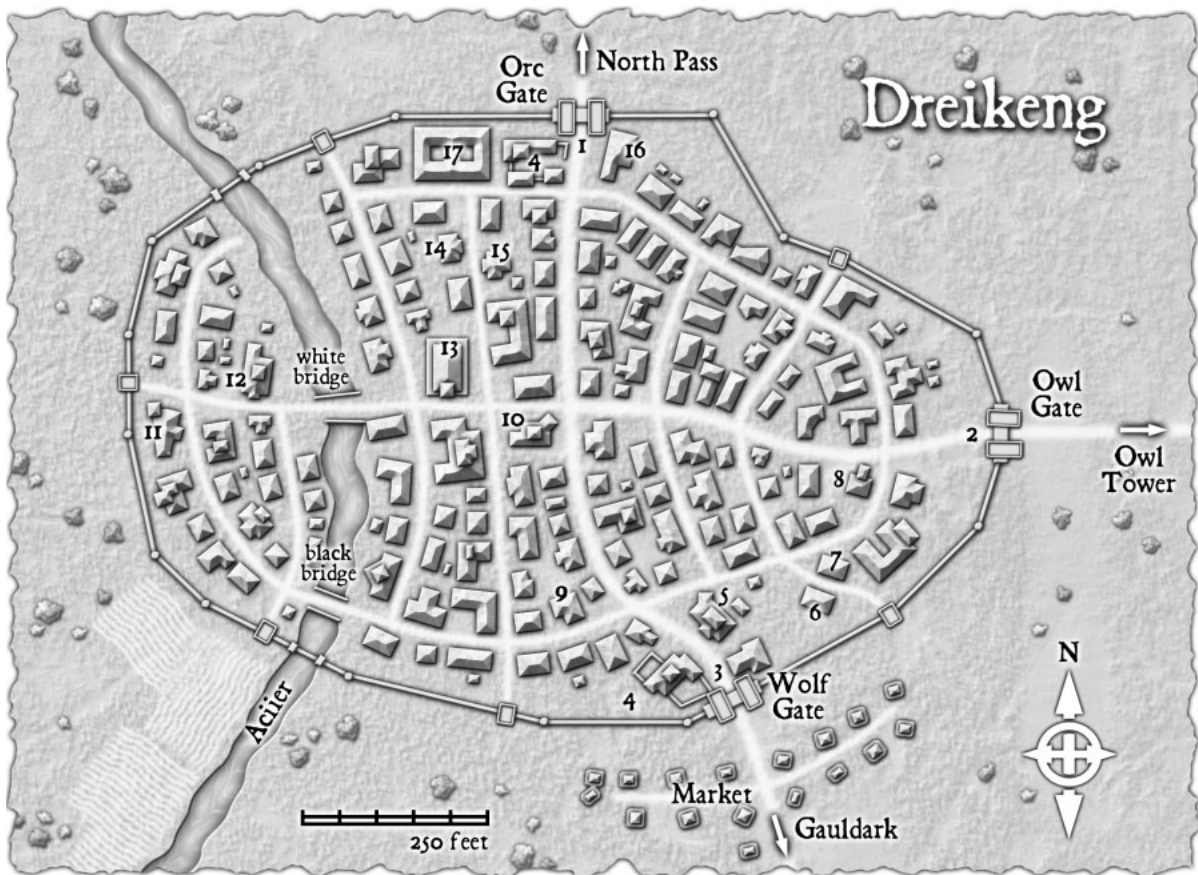 Dreikeng
North Pass
Orc
Gate
1
16
17
4
14
15
13
white
bridge
12
Owl
Gate
10
11
2
Owl
Tower
8
black
bridge
7
9
5
6
N
3
Wolf
Gate
4
Aciier
Market
250 feet
Gauldark